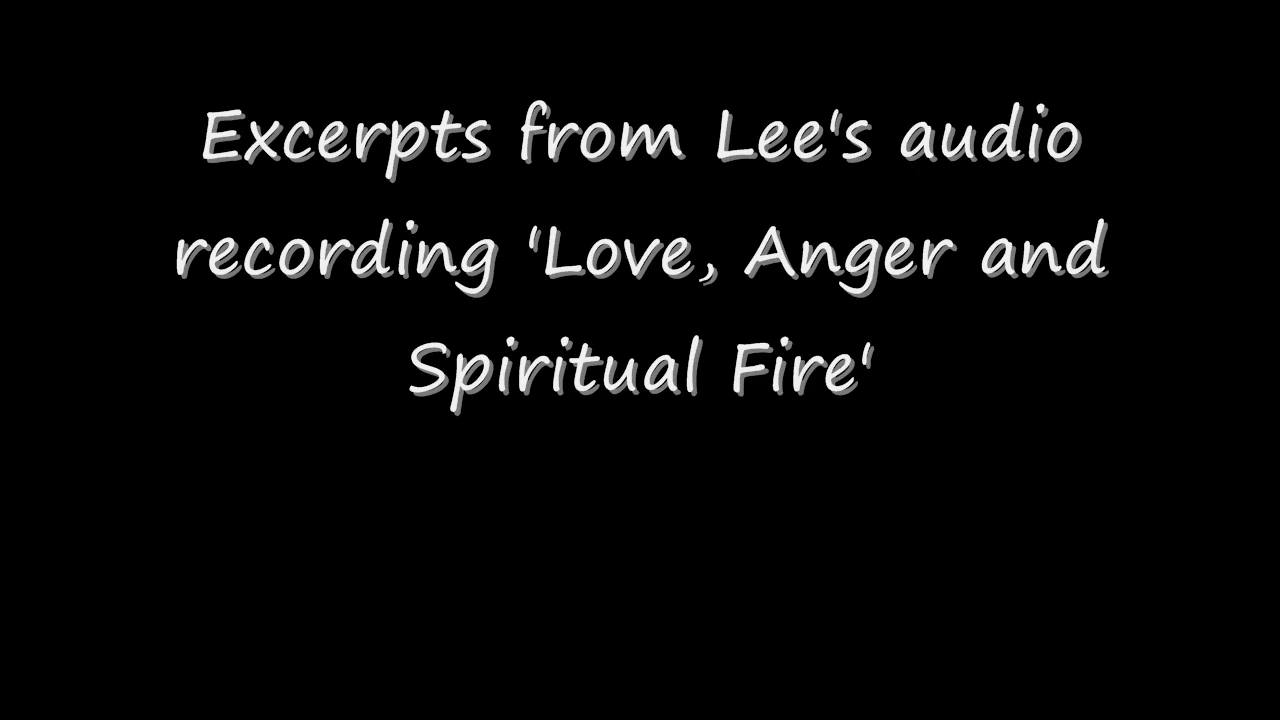 Excerpts from Lee's audio
recording 'Love, Anger and
Spiritual Fire'